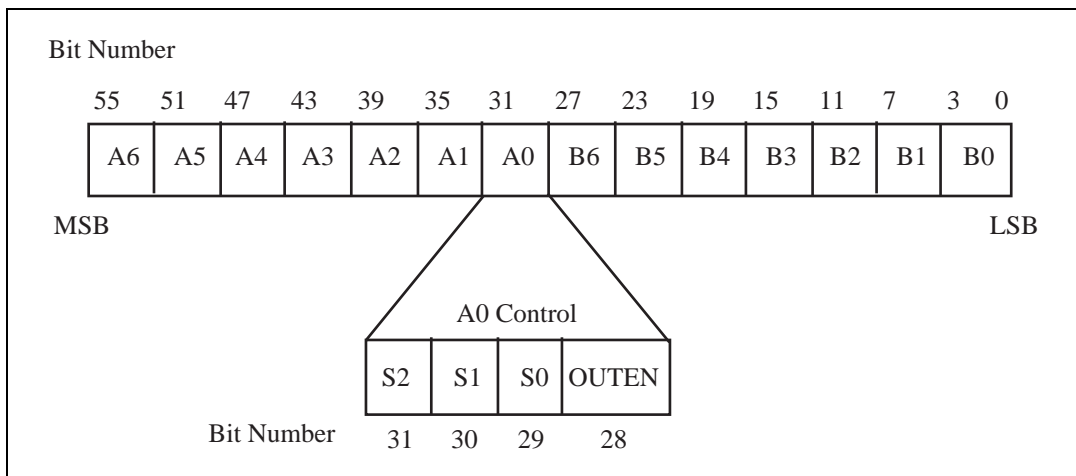 Bit Number
55 51 47 43 39 35 31 27 23 19 15 11 7 3 0
A6 A5 A4 A3 A2 A1 A0 B6 B5 B4 B3 B2 B1 B0
MSB LSB
A0 Control
S2 S1 S0 OUTEN
Bit Number 31 30 29 28